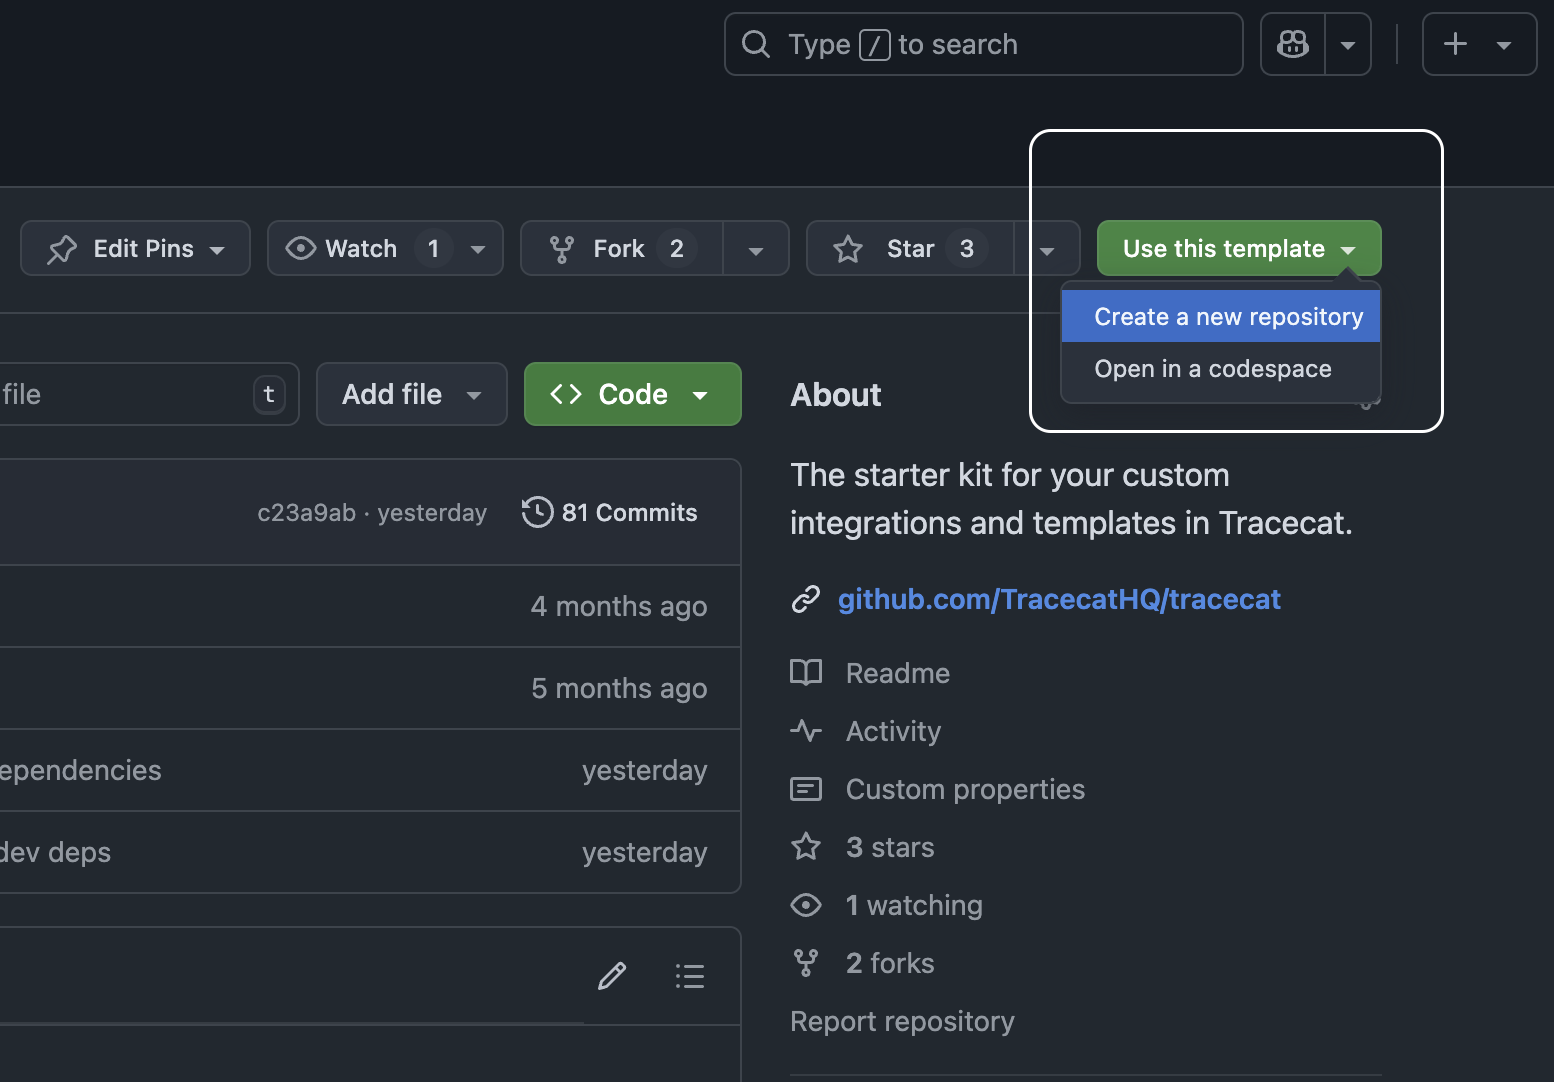 Type / to search
Edit Pins
Watch 1
Fork 2
Star 3
Use this template
Create a new repository
Open in a codespace
file
t
Add file
Code
c23a9ab · yesterday
81 Commits
4 months ago
5 months ago
ependencies
yesterday
dev deps
yesterday
About
The starter kit for your custom
integrations and templates in Tracecat.
github.com/TracecatHQ/tracecat
Readme
Activity
Custom properties
3 stars
1 watching
2 forks
Report repository